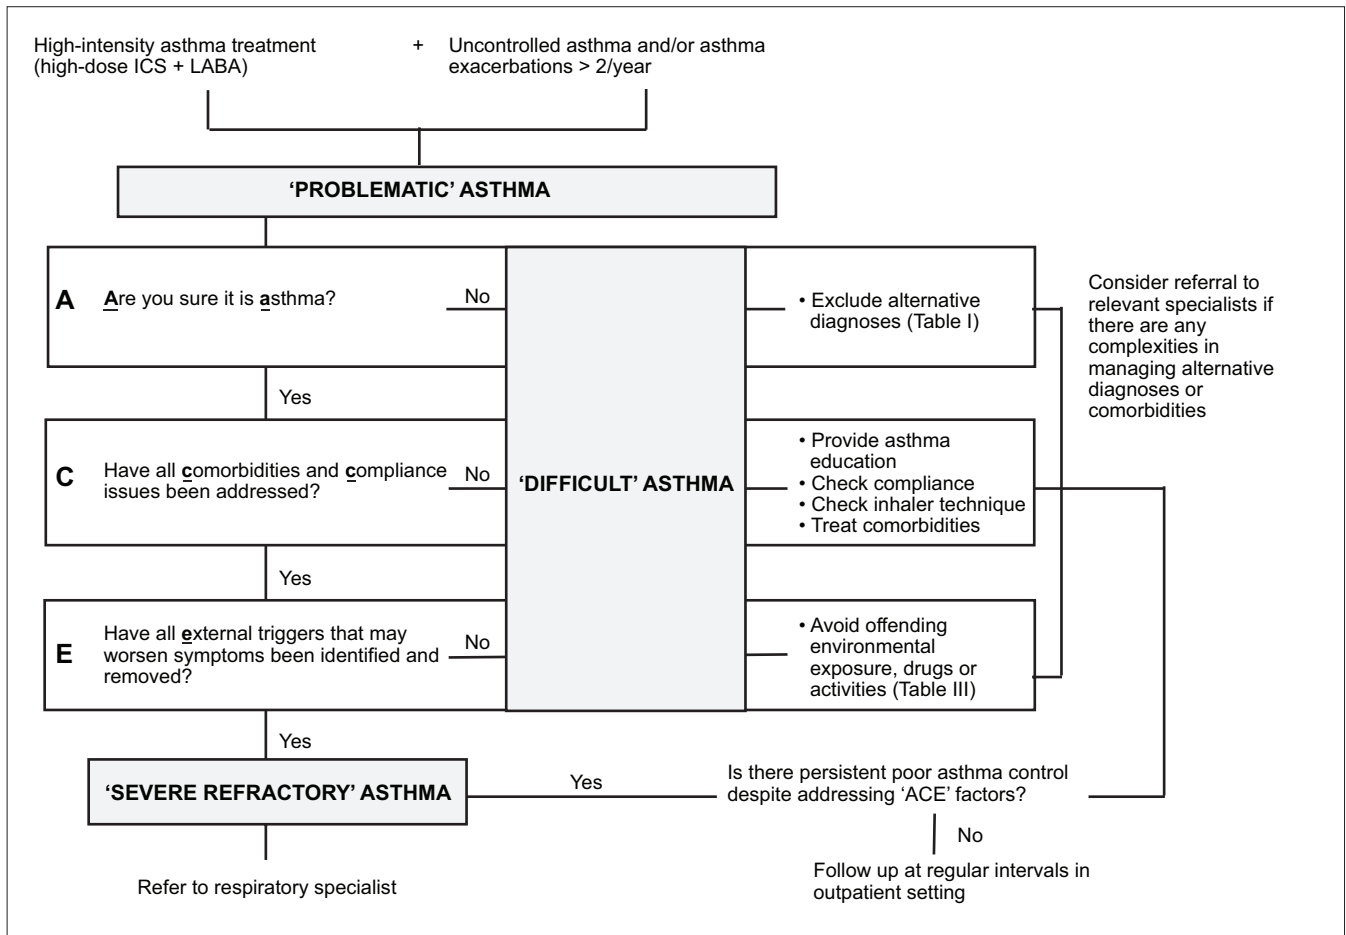 High-intensity asthma treatment
(high-dose ICS + LABA)
+
Uncontrolled asthma and/or asthma
exacerbations > 2/year
‘PROBLEMATIC’ ASTHMA
A
Are you sure it is asthma?
No
• Exclude alternative
diagnoses (Table I)
Consider referral to
relevant specialists if
there are any
complexities in
managing alternative
diagnoses or
comorbidities
Yes
C
Have all comorbidities and compliance
issues been addressed?
No
‘DIFFICULT’ ASTHMA
• Provide asthma
education
• Check compliance
• Check inhaler technique
• Treat comorbidities
Yes
E
Have all external triggers that may
worsen symptoms been identified and
removed?
No
• Avoid offending
environmental
exposure, drugs or
activities (Table III)
Yes
‘SEVERE REFRACTORY’ ASTHMA
Yes
Is there persistent poor asthma control
despite addressing ‘ACE’ factors?
No
Refer to respiratory specialist
Follow up at regular intervals in
outpatient setting